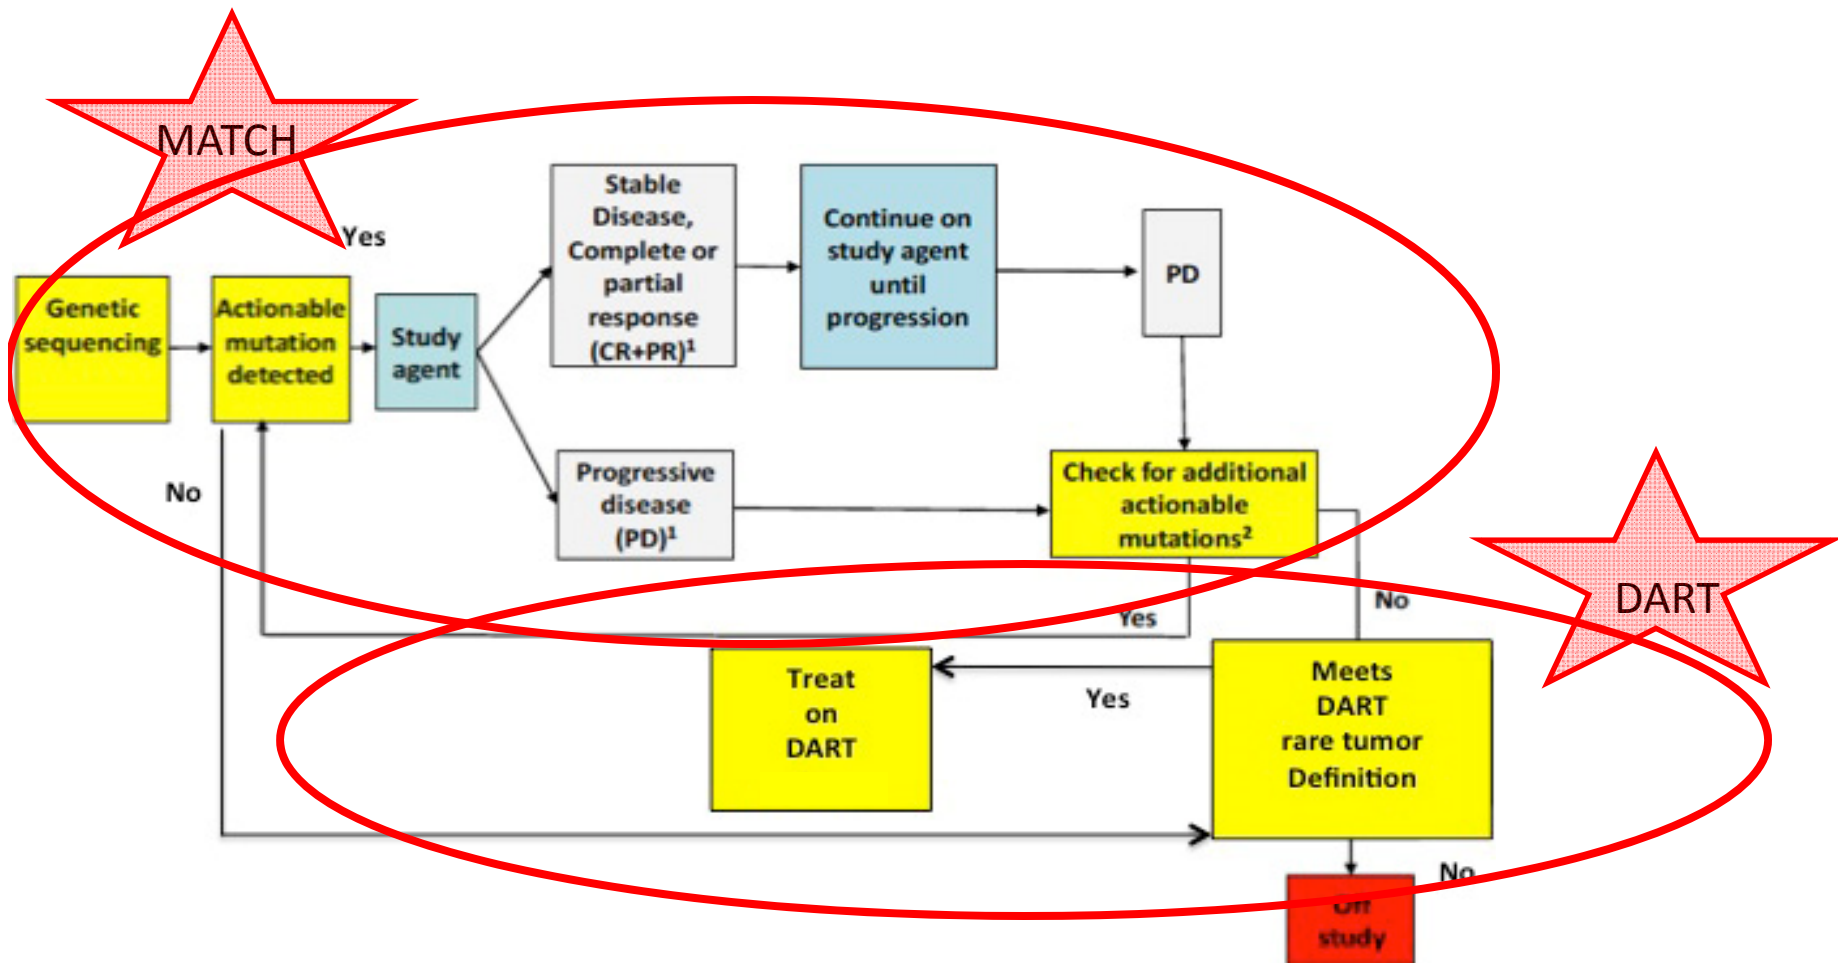 MATCH
Yes
Genetic
sequencing
Actionable
mutation
detected
Study
agent
Stable
Disease,
Complete or
partial
response
(CR+PR)¹
Continue on
study agent
until
progression
PD
No
Progressive
disease
(PD)¹
Check for additional
actionable
mutations²
Yes
No
DART
Treat
on
DART
Yes
Meets
DART
rare tumor
Definition
No
Off
study